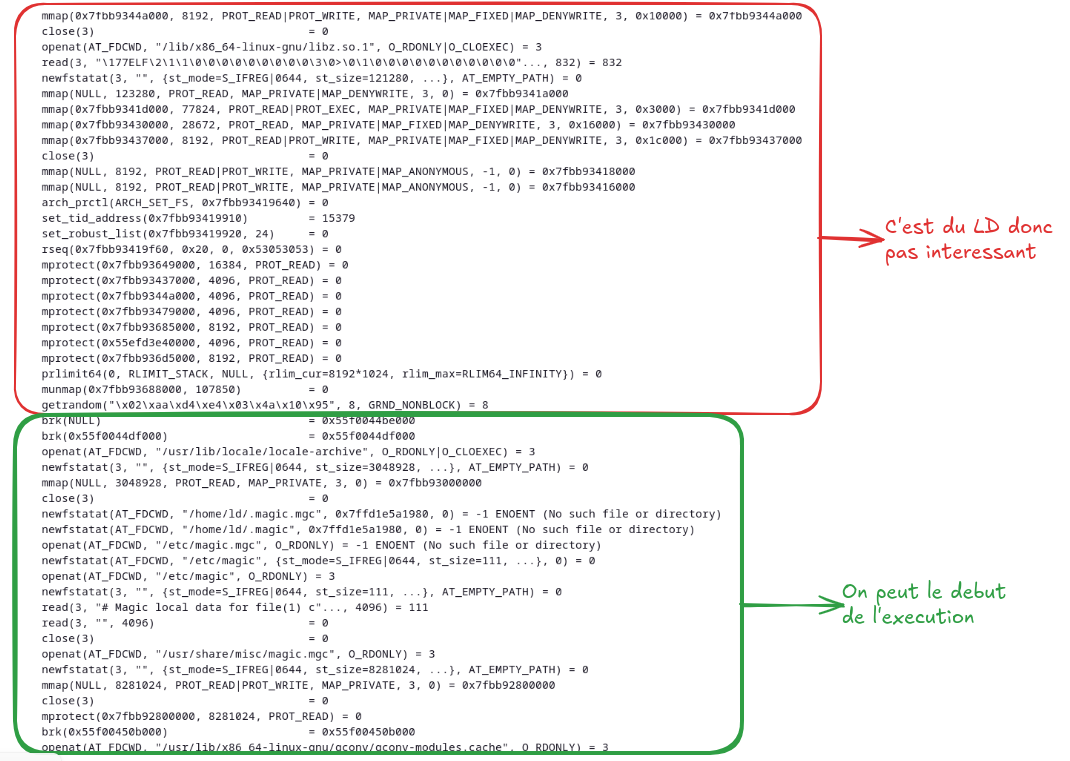 mmap(0x7fbb9344a000, 8192, PROT_READ|PROT_WRITE, MAP_PRIVATE|MAP_FIXED|MAP_DENYWRITE, 3, 0x10000) = 0x7fbb9344a000
close(3) = 0
openat(AT_FDCWD, "/lib/x86_64-linux-gnu/libz.so.1", O_RDONLY|O_CLOEXEC) = 3
read(3, "\177ELF\2\1\1\0\0\0\0\0\0\0\0\0\3\0>\0\1\0\0\0\0\0\0\0\0\0\0\0"..., 832) = 832
newfstatat(3, "", {st_mode=S_IFREG|0644, st_size=121280, ...}, AT_EMPTY_PATH) = 0
mmap(NULL, 123280, PROT_READ, MAP_PRIVATE|MAP_DENYWRITE, 3, 0) = 0x7fbb9341a000
mmap(0x7fbb9341d000, 77824, PROT_READ|PROT_EXEC, MAP_PRIVATE|MAP_FIXED|MAP_DENYWRITE, 3, 0x3000) = 0x7fbb9341d000
mmap(0x7fbb93430000, 28672, PROT_READ, MAP_PRIVATE|MAP_FIXED|MAP_DENYWRITE, 3, 0x16000) = 0x7fbb93430000
mmap(0x7fbb93437000, 8192, PROT_READ|PROT_WRITE, MAP_PRIVATE|MAP_FIXED|MAP_DENYWRITE, 3, 0x1c000) = 0x7fbb93437000
close(3) = 0
mmap(NULL, 8192, PROT_READ|PROT_WRITE, MAP_PRIVATE|MAP_ANONYMOUS, -1, 0) = 0x7fbb93418000
mmap(NULL, 8192, PROT_READ|PROT_WRITE, MAP_PRIVATE|MAP_ANONYMOUS, -1, 0) = 0x7fbb93416000
arch_prctl(ARCH_SET_FS, 0x7fbb93419640) = 0
set_tid_address(0x7fbb93419910) = 15379
set_robust_list(0x7fbb93419920, 24) = 0
rseq(0x7fbb93419f60, 0x20, 0, 0x53053053) = 0
mprotect(0x7fbb93649000, 16384, PROT_READ) = 0
mprotect(0x7fbb93437000, 4096, PROT_READ) = 0
mprotect(0x7fbb9344a000, 4096, PROT_READ) = 0
mprotect(0x7fbb93479000, 4096, PROT_READ) = 0
mprotect(0x7fbb93685000, 8192, PROT_READ) = 0
mprotect(0x55efd3e40000, 4096, PROT_READ) = 0
mprotect(0x7fbb936d5000, 8192, PROT_READ) = 0
prlimit64(0, RLIMIT_STACK, NULL, {rlim_cur=8192*1024, rlim_max=RLIM64_INFINITY}) = 0
munmap(0x7fbb93688000, 107850) = 0
getrandom("\x02\xaa\xd4\xe4\x03\x4a\x10\x95", 8, GRND_NONBLOCK) = 8
C'est du LD donc
pas interessant
brk(NULL) = 0x55f0044be000
brk(0x55f0044df000) = 0x55f0044df000
openat(AT_FDCWD, "/usr/lib/locale/locale-archive", O_RDONLY|O_CLOEXEC) = 3
newfstatat(3, "", {st_mode=S_IFREG|0644, st_size=3048928, ...}, AT_EMPTY_PATH) = 0
mmap(NULL, 3048928, PROT_READ, MAP_PRIVATE, 3, 0) = 0x7fbb93000000
close(3) = 0
newfstatat(AT_FDCWD, "/home/ld/.magic.mgc", 0x7ffd1e5a1980, 0) = -1 ENOENT (No such file or directory)
newfstatat(AT_FDCWD, "/home/ld/.magic", 0x7ffd1e5a1980, 0) = -1 ENOENT (No such file or directory)
openat(AT_FDCWD, "/etc/magic.mgc", O_RDONLY) = -1 ENOENT (No such file or directory)
newfstatat(AT_FDCWD, "/etc/magic", {st_mode=S_IFREG|0644, st_size=111, ...}, 0) = 0
openat(AT_FDCWD, "/etc/magic", O_RDONLY) = 3
newfstatat(3, "", {st_mode=S_IFREG|0644, st_size=111, ...}, AT_EMPTY_PATH) = 0
read(3, "# Magic local data for file(1) c"..., 4096) = 111
read(3, "", 4096) = 0
close(3) = 0
openat(AT_FDCWD, "/usr/share/misc/magic.mgc", O_RDONLY) = 3
newfstatat(3, "", {st_mode=S_IFREG|0644, st_size=8281024, ...}, AT_EMPTY_PATH) = 0
mmap(NULL, 8281024, PROT_READ|PROT_WRITE, MAP_PRIVATE, 3, 0) = 0x7fbb92800000
close(3) = 0
mprotect(0x7fbb92800000, 8281024, PROT_READ) = 0
brk(0x55f00450b000) = 0x55f00450b000
openat(AT_FDCWD, "/usr/lib/x86_64-linux-gnu/gconv/gconv-modules.cache", O_RDONLY) = 3
On peut le debut
de l'execution